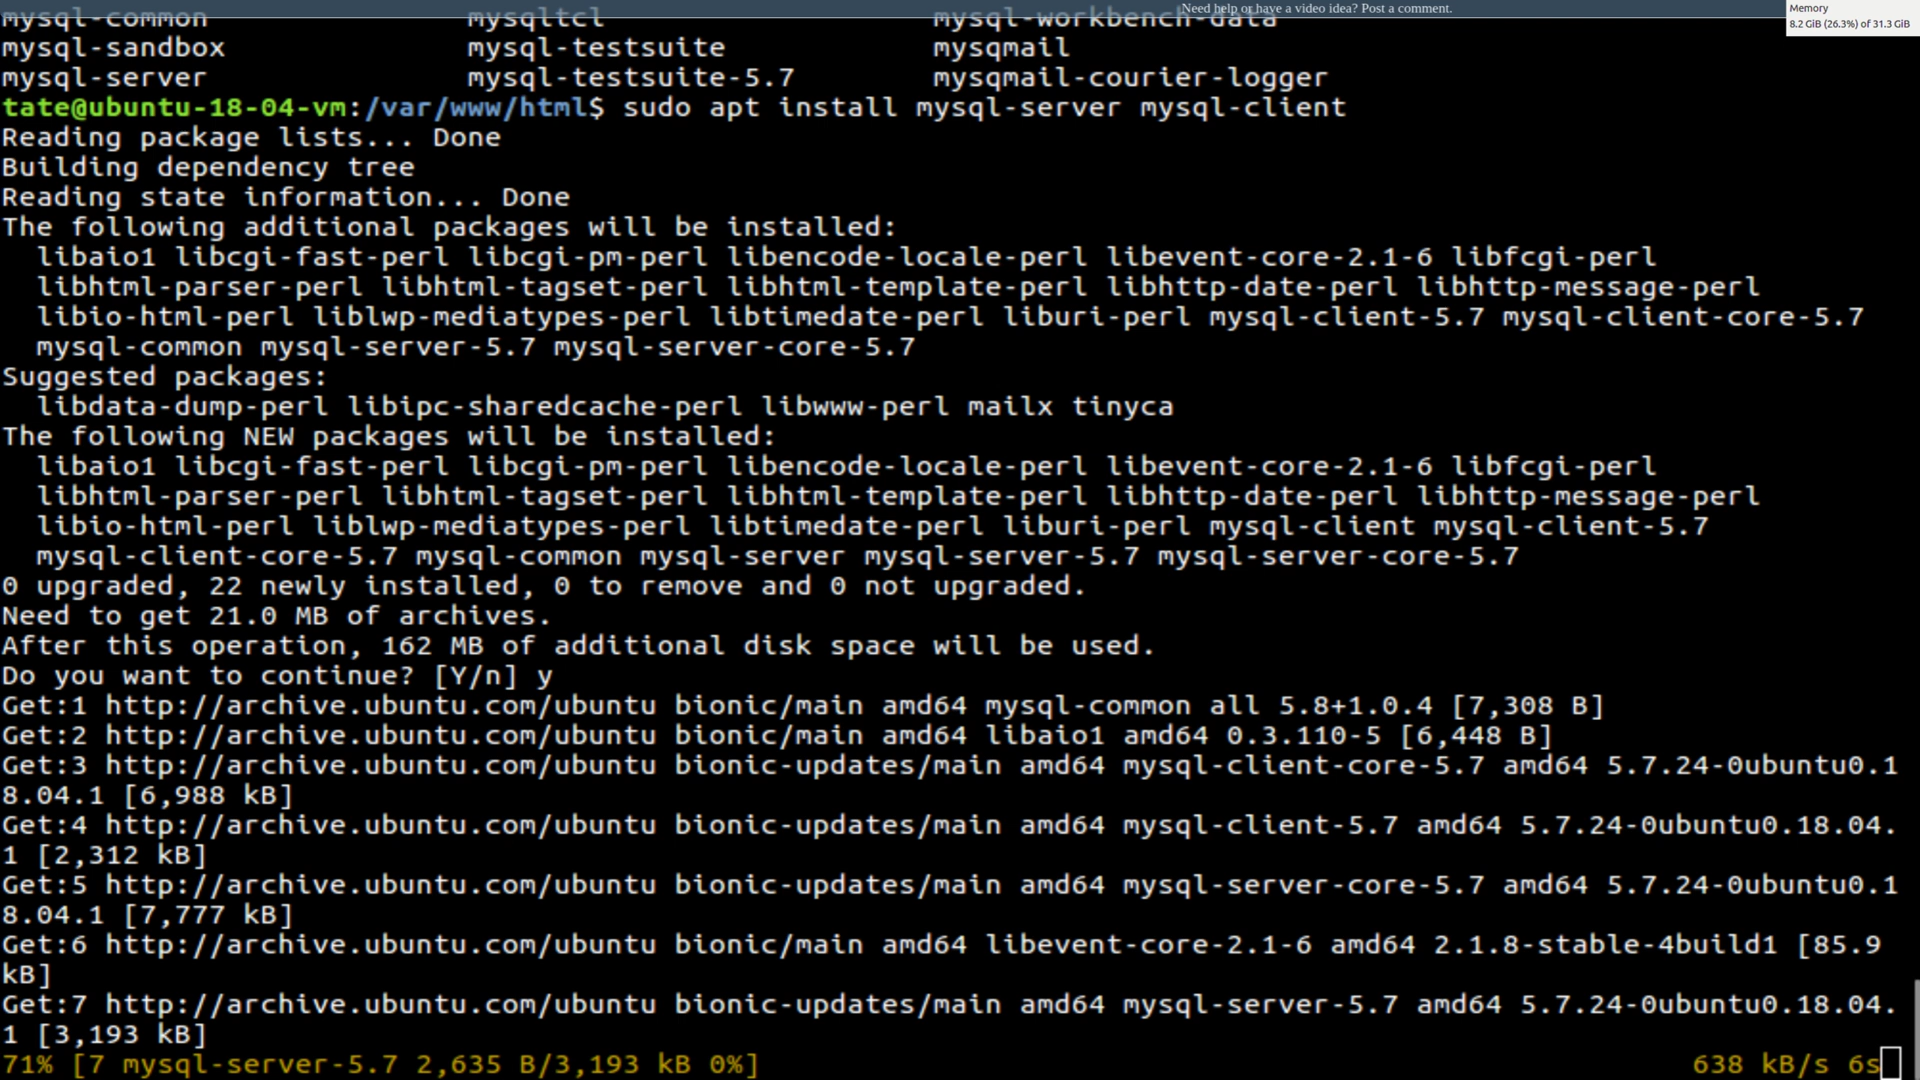 Need help or have a video idea? Post a comment.
Memory
8.2 GiB (26.3%) of 31.3 GiB
mysql-common mysqltcl mysql-workbench-data
mysql-sandbox mysql-testsuite mysqmail
mysql-server mysql-testsuite-5.7 mysqmail-courier-logger
tate@ubuntu-18-04-vm:/var/www/html$ sudo apt install mysql-server mysql-client
Reading package lists... Done
Building dependency tree
Reading state information... Done
The following additional packages will be installed:
libaio1 libcgi-fast-perl libcgi-pm-perl libencode-locale-perl libevent-core-2.1-6 libfcgi-perl
libhtml-parser-perl libhtml-tagset-perl libhtml-template-perl libhttp-date-perl libhttp-message-perl
libio-html-perl liblwp-mediatypes-perl libtimedate-perl liburi-perl mysql-client-5.7 mysql-client-core-5.7
mysql-common mysql-server-5.7 mysql-server-core-5.7
Suggested packages:
libdata-dump-perl libipc-sharedcache-perl libwww-perl mailx tinyca
The following NEW packages will be installed:
libaio1 libcgi-fast-perl libcgi-pm-perl libencode-locale-perl libevent-core-2.1-6 libfcgi-perl
libhtml-parser-perl libhtml-tagset-perl libhtml-template-perl libhttp-date-perl libhttp-message-perl
libio-html-perl liblwp-mediatypes-perl libtimedate-perl liburi-perl mysql-client mysql-client-5.7
mysql-client-core-5.7 mysql-common mysql-server mysql-server-5.7 mysql-server-core-5.7
0 upgraded, 22 newly installed, 0 to remove and 0 not upgraded.
Need to get 21.0 MB of archives.
After this operation, 162 MB of additional disk space will be used.
Do you want to continue? [Y/n] y
Get:1 http://archive.ubuntu.com/ubuntu bionic/main amd64 mysql-common all 5.8+1.0.4 [7,308 B]
Get:2 http://archive.ubuntu.com/ubuntu bionic/main amd64 libaio1 amd64 0.3.110-5 [6,448 B]
Get:3 http://archive.ubuntu.com/ubuntu bionic-updates/main amd64 mysql-client-core-5.7 amd64 5.7.24-0ubuntu0.1
8.04.1 [6,988 kB]
Get:4 http://archive.ubuntu.com/ubuntu bionic-updates/main amd64 mysql-client-5.7 amd64 5.7.24-0ubuntu0.18.04.
1 [2,312 kB]
Get:5 http://archive.ubuntu.com/ubuntu bionic-updates/main amd64 mysql-server-core-5.7 amd64 5.7.24-0ubuntu0.1
8.04.1 [7,777 kB]
Get:6 http://archive.ubuntu.com/ubuntu bionic/main amd64 libevent-core-2.1-6 amd64 2.1.8-stable-4build1 [85.9
kB]
Get:7 http://archive.ubuntu.com/ubuntu bionic-updates/main amd64 mysql-server-5.7 amd64 5.7.24-0ubuntu0.18.04.
1 [3,193 kB]
71% [7 mysql-server-5.7 2,635 B/3,193 kB 0%] 638 kB/s 6s